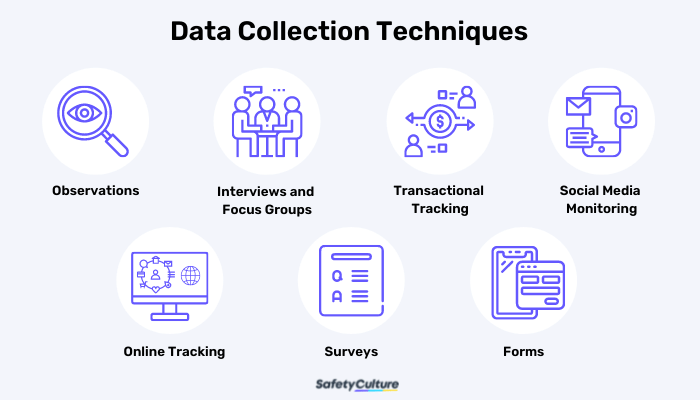 Data Collection Techniques
Observations
Interviews and
Focus Groups
Transactional
Tracking
Social Media
Monitoring
$
Online Tracking
Q
A
Surveys
Forms
SafetyCulture